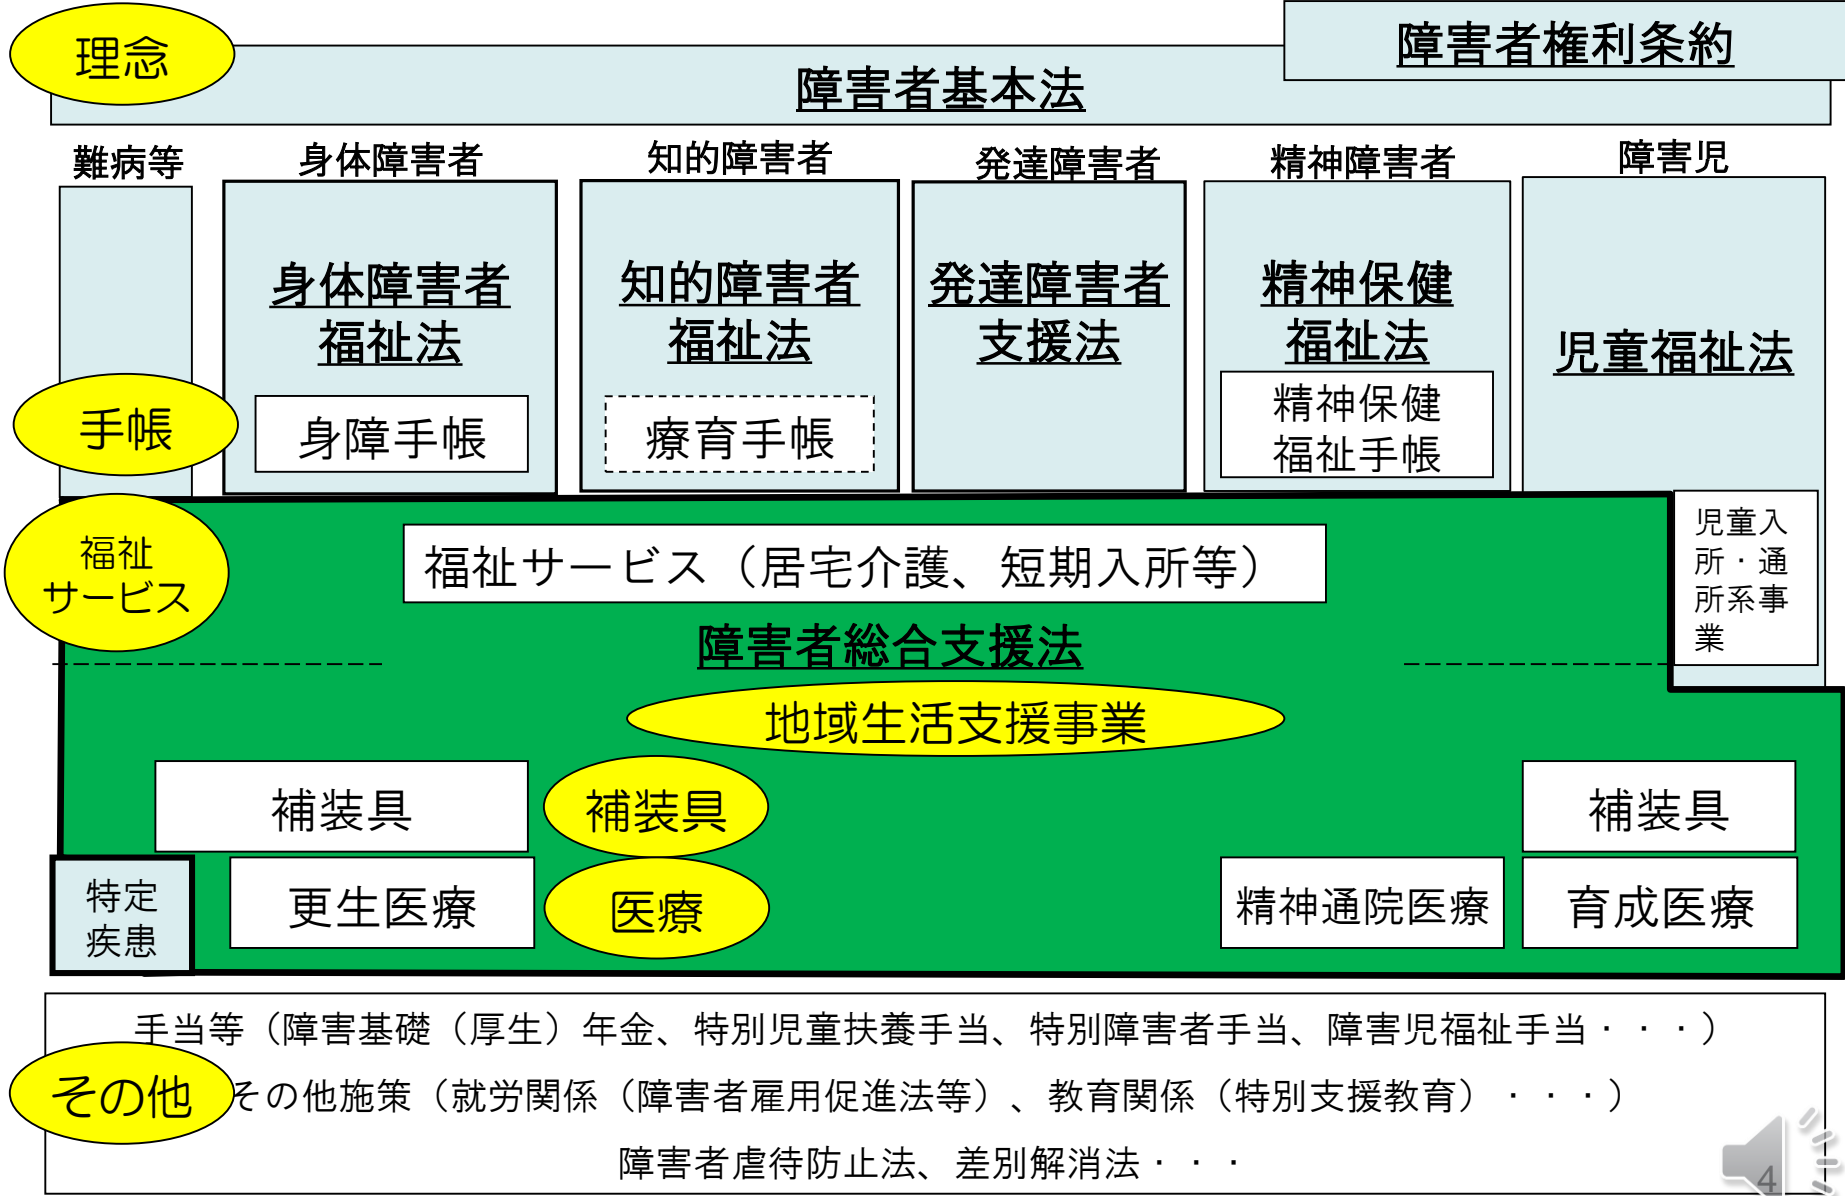 理念
障害者権利条約
障害者基本法
難病等
身体障害者
知的障害者
発達障害者
精神障害者
障害児
身体障害者
福祉法
知的障害者
福祉法
発達障害者
支援法
精神保健
福祉法
児童福祉法
手帳
身障手帳
療育手帳
精神保健
福祉手帳
福祉
サービス
福祉サービス（居宅介護、短期入所等）
児童入
所・通
所系事
業
障害者総合支援法
地域生活支援事業
補装具
補装具
補装具
特定
疾患
更生医療
医療
精神通院医療
育成医療
手当等（障害基礎（厚生）年金、特別児童扶養手当、特別障害者手当、障害児福祉手当・・・）
その他
その他施策（就労関係（障害者雇用促進法等）、教育関係（特別支援教育）・・・）
障害者虐待防止法、差別解消法・・・
4